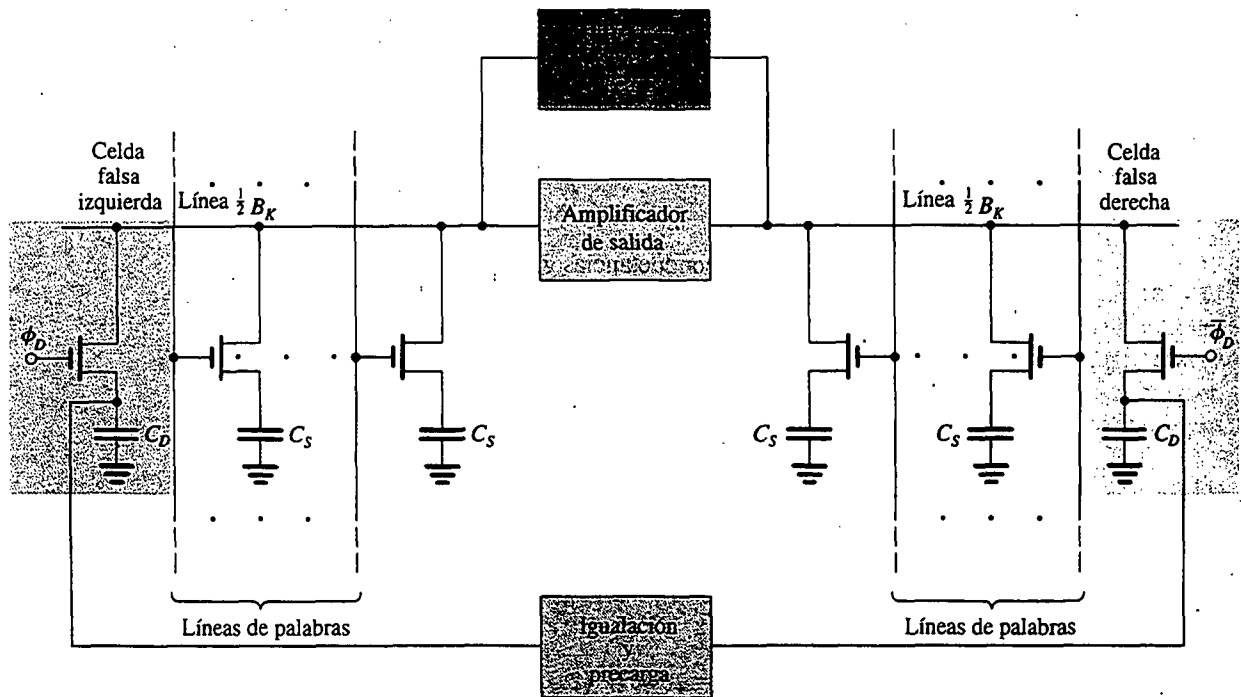 Celda
falsa
izquierda
Línea ½ B_K
Amplificador
de salida
Línea ½ B_K
Celda
falsa
derecha
ϕ_D
C_D
C_S
C_S
C_S
C_S
C_D
ϕ̅_D
Líneas de palabras
Igualación
y
precarga
Líneas de palabras